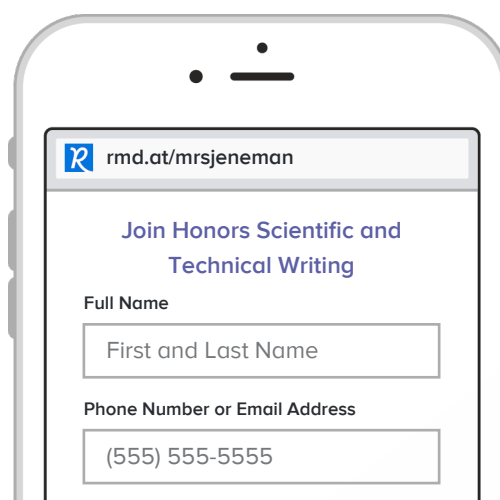 rmd.at/mrsjeneman
Join Honors Scientific and
Technical Writing
Full Name
First and Last Name
Phone Number or Email Address
(555) 555-5555